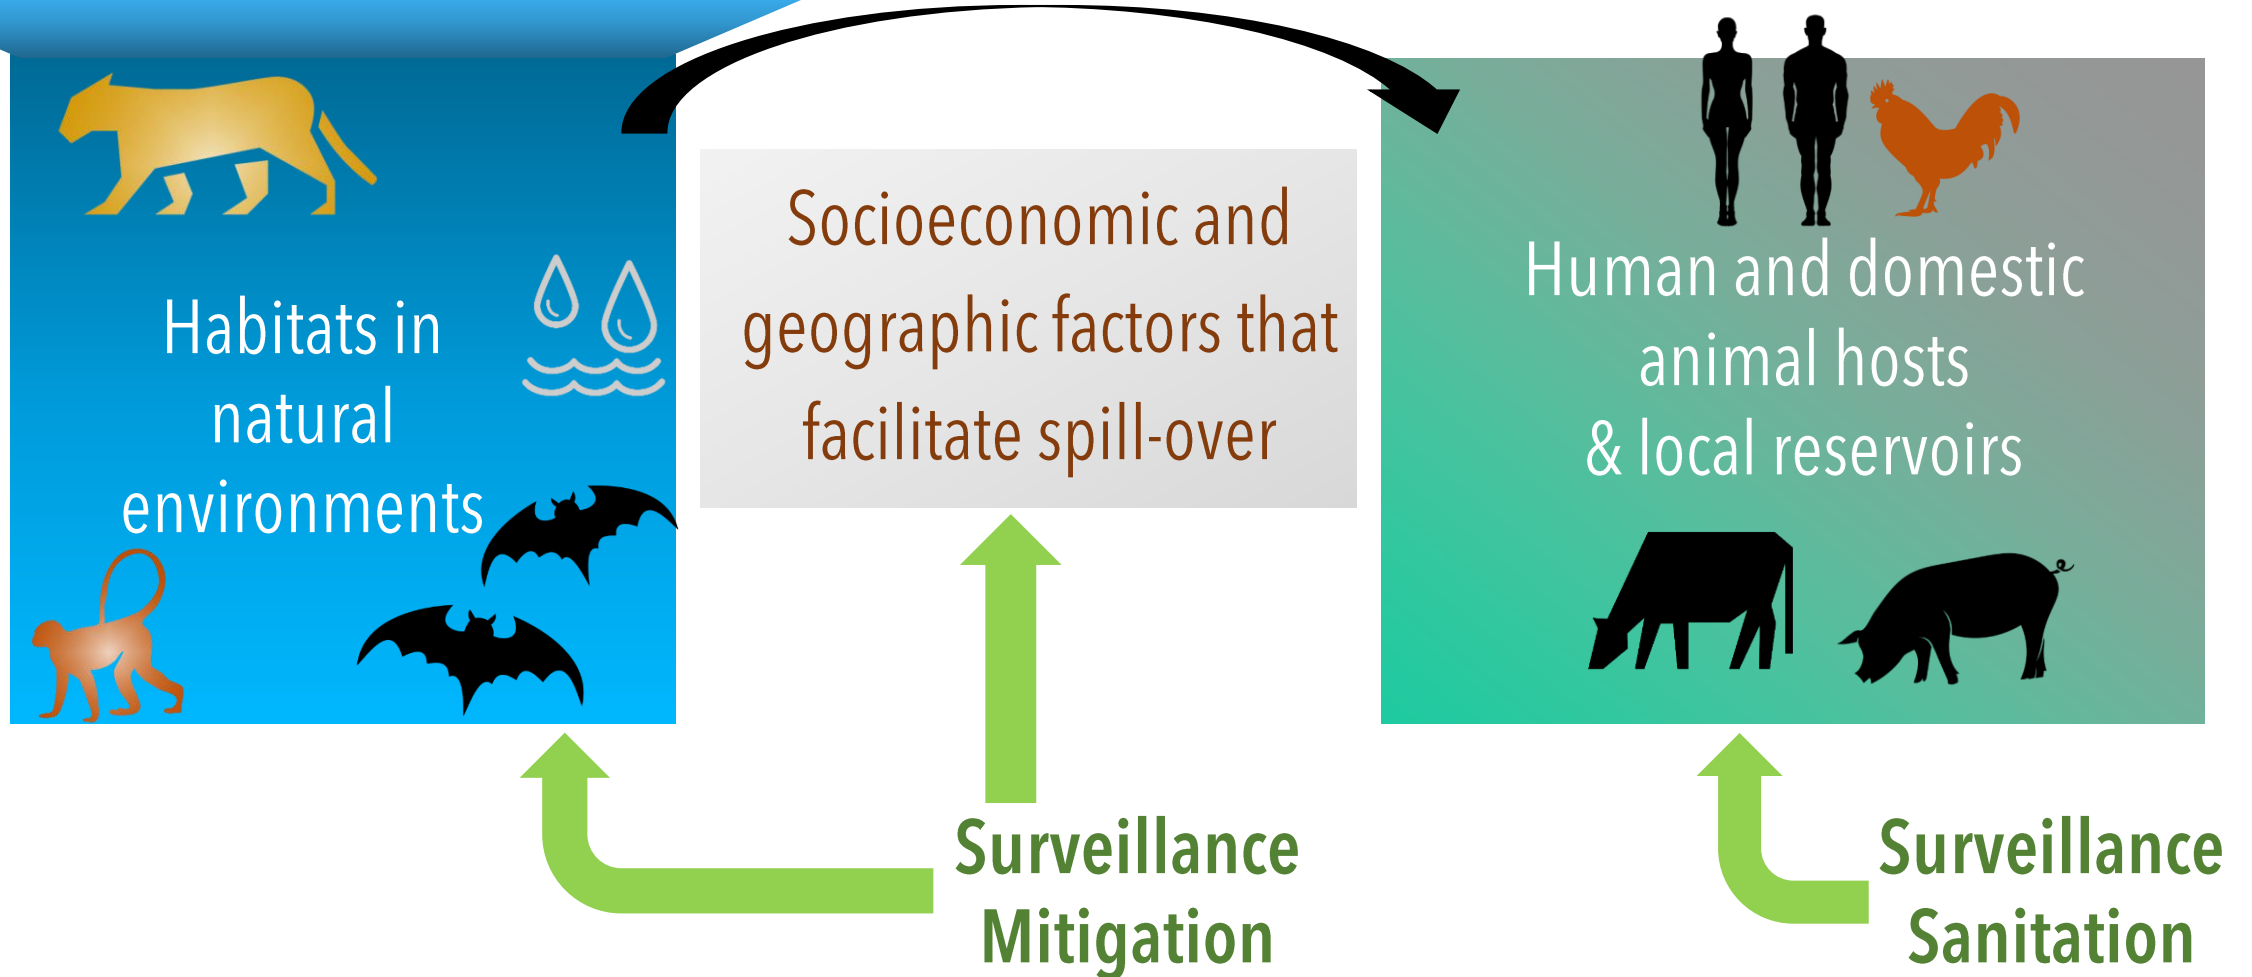 Habitats in
natural
environments
Socioeconomic and
geographic factors that
facilitate spill-over
Human and domestic
animal hosts
& local reservoirs
Surveillance
Mitigation
Surveillance
Sanitation